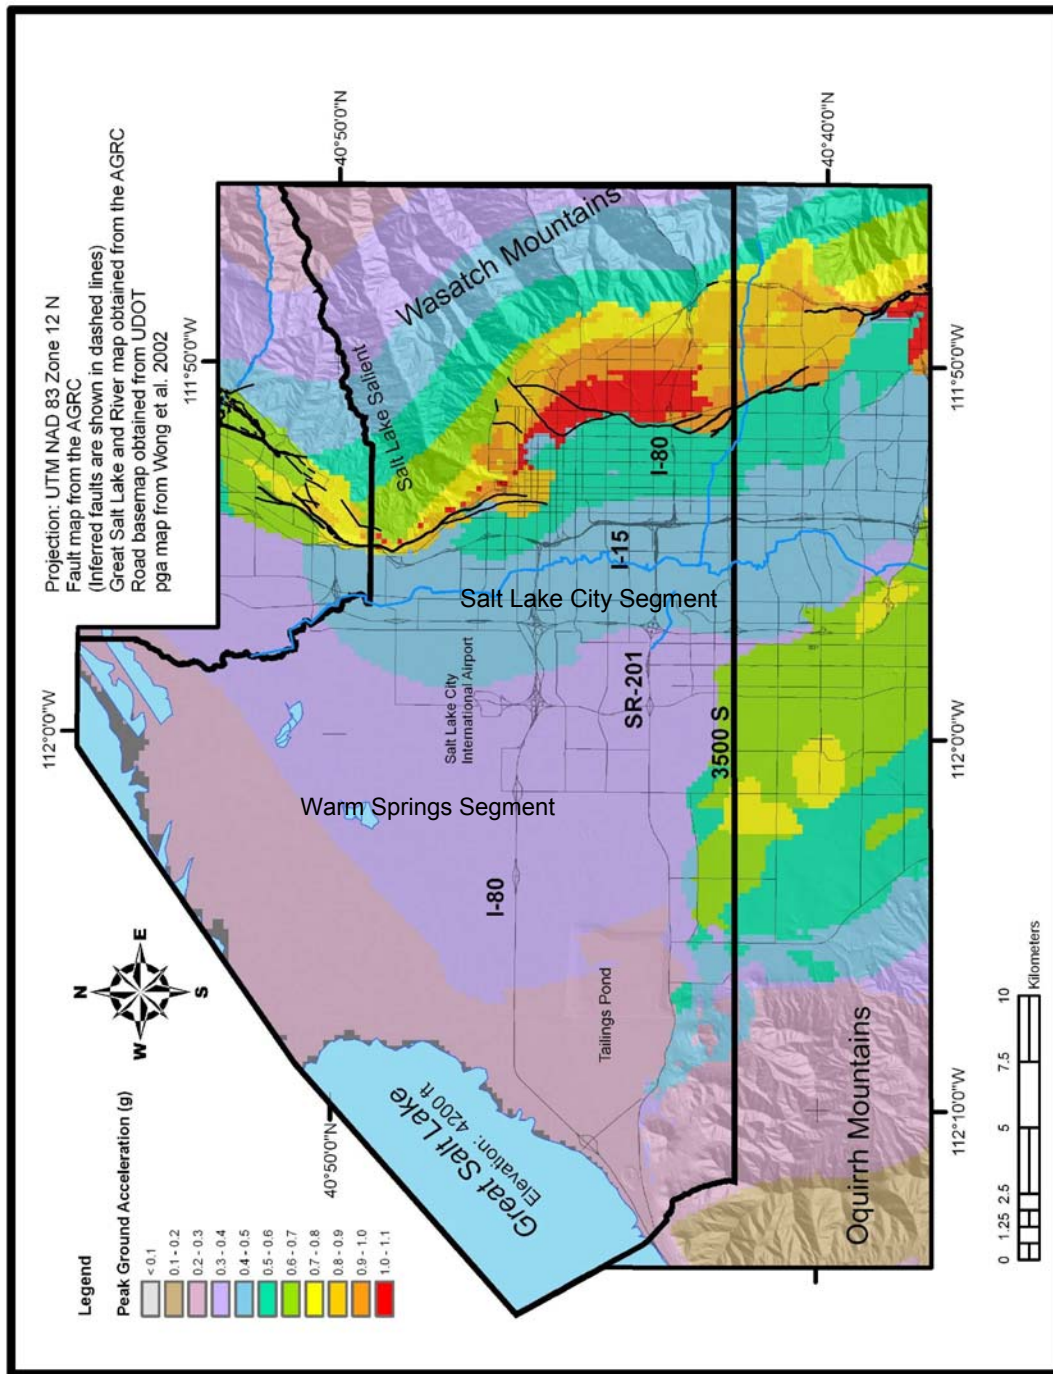 Projection: UTM NAD 83 Zone 12 N
Fault map from the AGRC
(Inferred faults are shown in dashed lines)
Great Salt Lake and River map obtained from the AGRC
Road basemap obtained from UDOT
pga map from Wong et al. 2002
112°0'0"W
111°50'0"W
40°50'0"N
40°40'0"N
111°50'0"W
112°0'0"W
112°10'0"W
40°50'0"N
Wasatch Mountains
Salt Lake Salient
I-80
I-15
Salt Lake City Segment
Salt Lake City
International Airport
SR-201
3500 S
Warm Springs Segment
I-80
Tailings Pond
Great Salt Lake
Elevation: 4200 ft
Oquirrh Mountains
N
E
S
W
Legend
Peak Ground Acceleration (g)
< 0.1
0.1 - 0.2
0.2 - 0.3
0.3 - 0.4
0.4 - 0.5
0.5 - 0.6
0.6 - 0.7
0.7 - 0.8
0.8 - 0.9
0.9 - 1.0
1.0 - 1.1
0 1.25 2.5 5 7.5 10
Kilometers